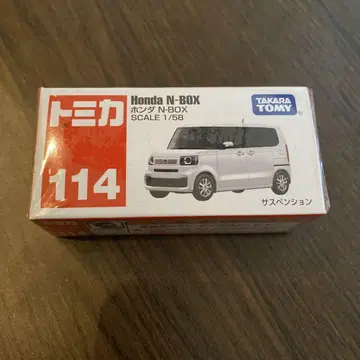 トミカ
114
Honda N-BOX
ホンダ N-BOX
SCALE 1/58
TAKARA
TOMY
サスペンション